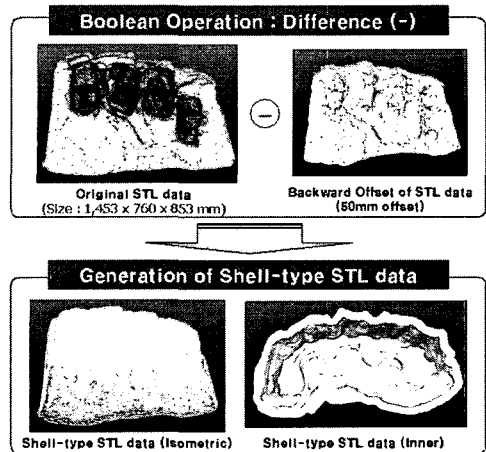 Boolean Operation : Difference (-)
Original STL data
(Size : 1,453 x 760 x 853 mm)
Backward Offset of STL data
(50mm offset)
Generation of Shell-type STL data
Shell-type STL data (Isometric)
Shell-type STL data (Inner)